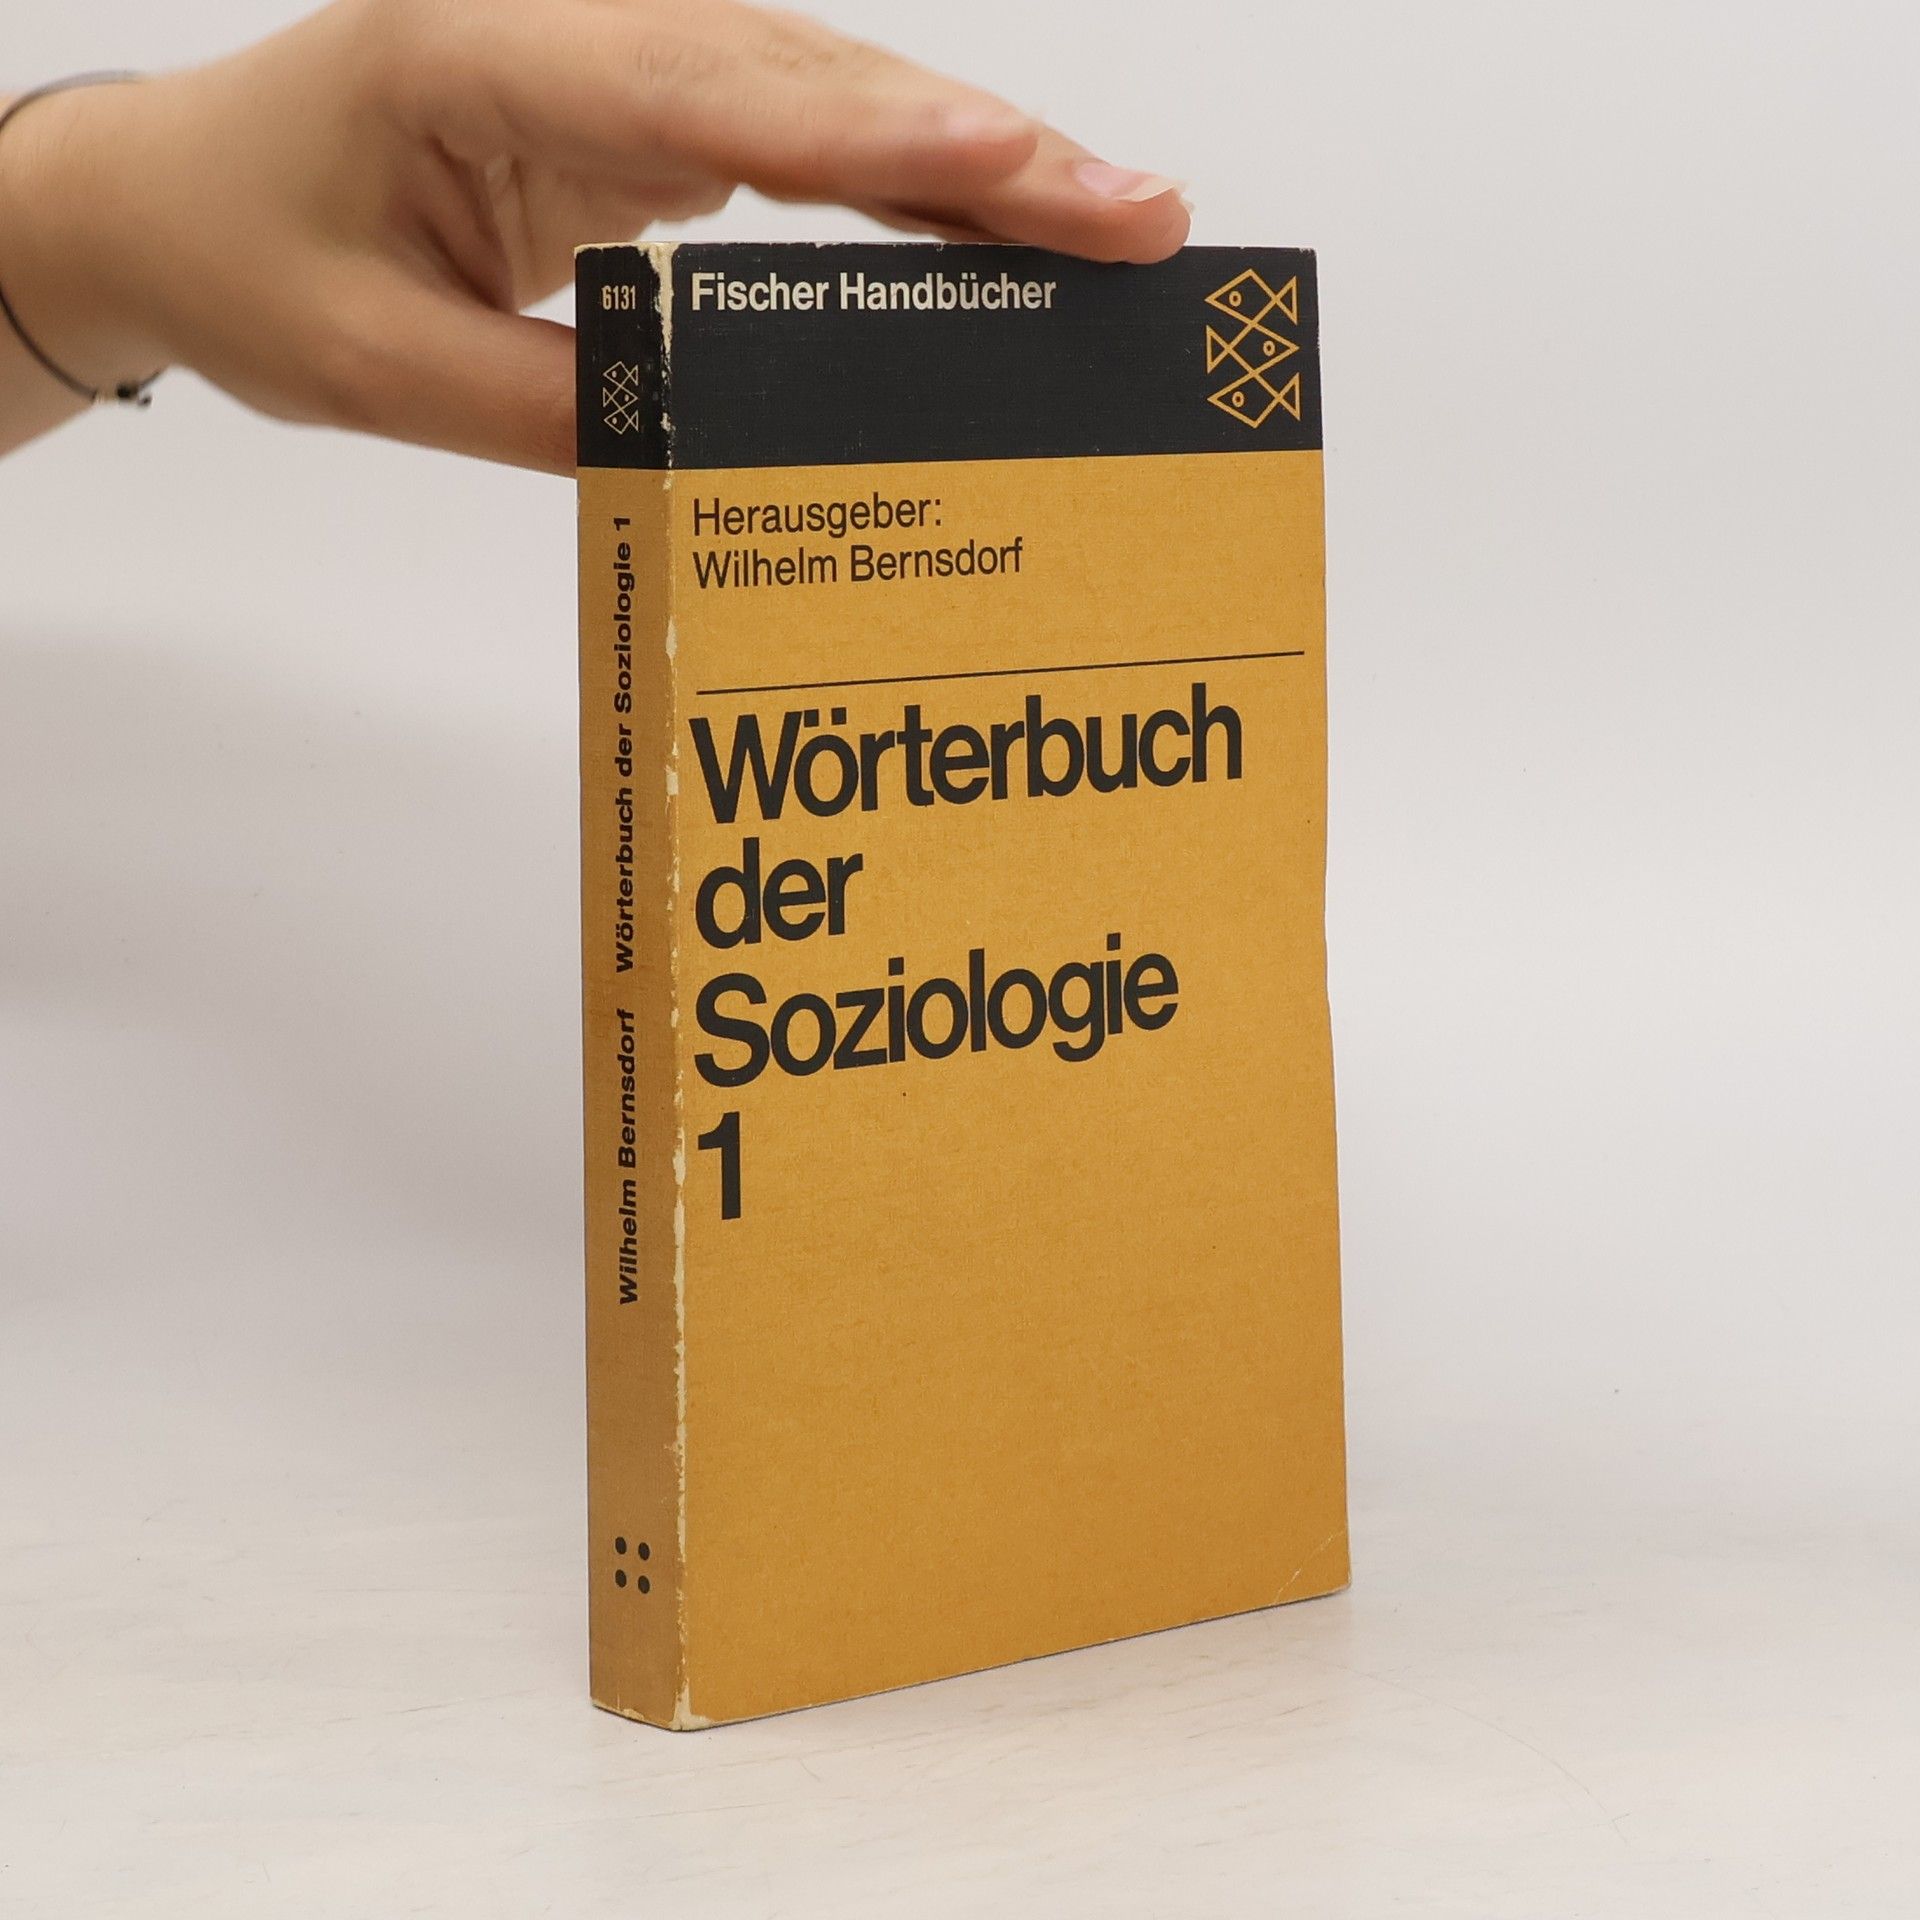 6131
Wilhelm Bernsdorf Wörterbuch der Soziologie 1
Fischer Handbücher
Herausgeber:
Wilhelm Bernsdorf
Wörterbuch
der
Soziologie
1